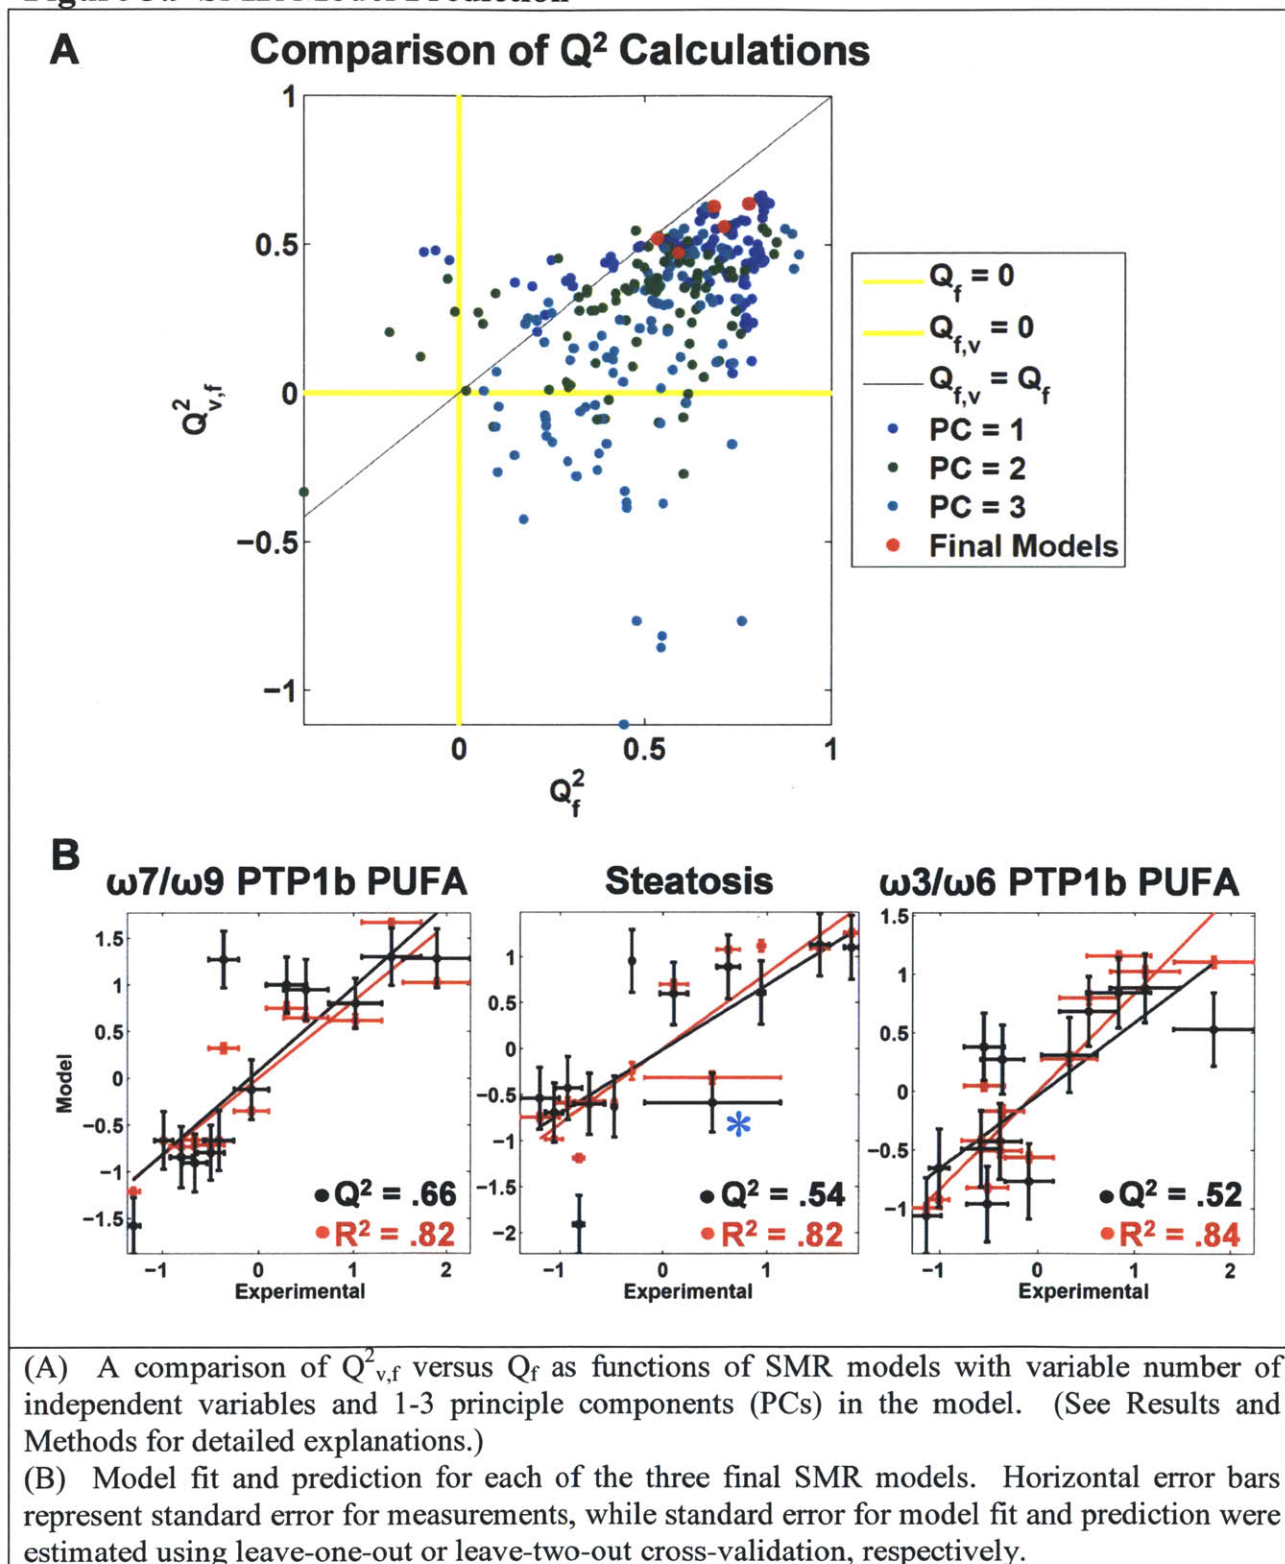 A
Comparison of Q² Calculations
1
0.5
0
−0.5
−1
0
0.5
1
Q²v,f
Q²f
Qf = 0
Qf,v = 0
Qf,v = Qf
PC = 1
PC = 2
PC = 3
Final Models
B
ω7/ω9 PTP1b PUFA
1.5
1
0.5
0
−0.5
−1
−1.5
Model
Q² = .66
R² = .82
−1
0
1
2
Experimental
Steatosis
1
0.5
0
−0.5
−1
−1.5
−2
*
Q² = .54
R² = .82
−1
0
1
Experimental
ω3/ω6 PTP1b PUFA
1.5
1
0.5
0
−0.5
−1
Q² = .52
R² = .84
−1
0
1
2
Experimental
(A) A comparison of Q²v,f versus Qf as functions of SMR models with variable number of
independent variables and 1-3 principle components (PCs) in the model. (See Results and
Methods for detailed explanations.)
(B) Model fit and prediction for each of the three final SMR models. Horizontal error bars
represent standard error for measurements, while standard error for model fit and prediction were
estimated using leave-one-out or leave-two-out cross-validation, respectively.